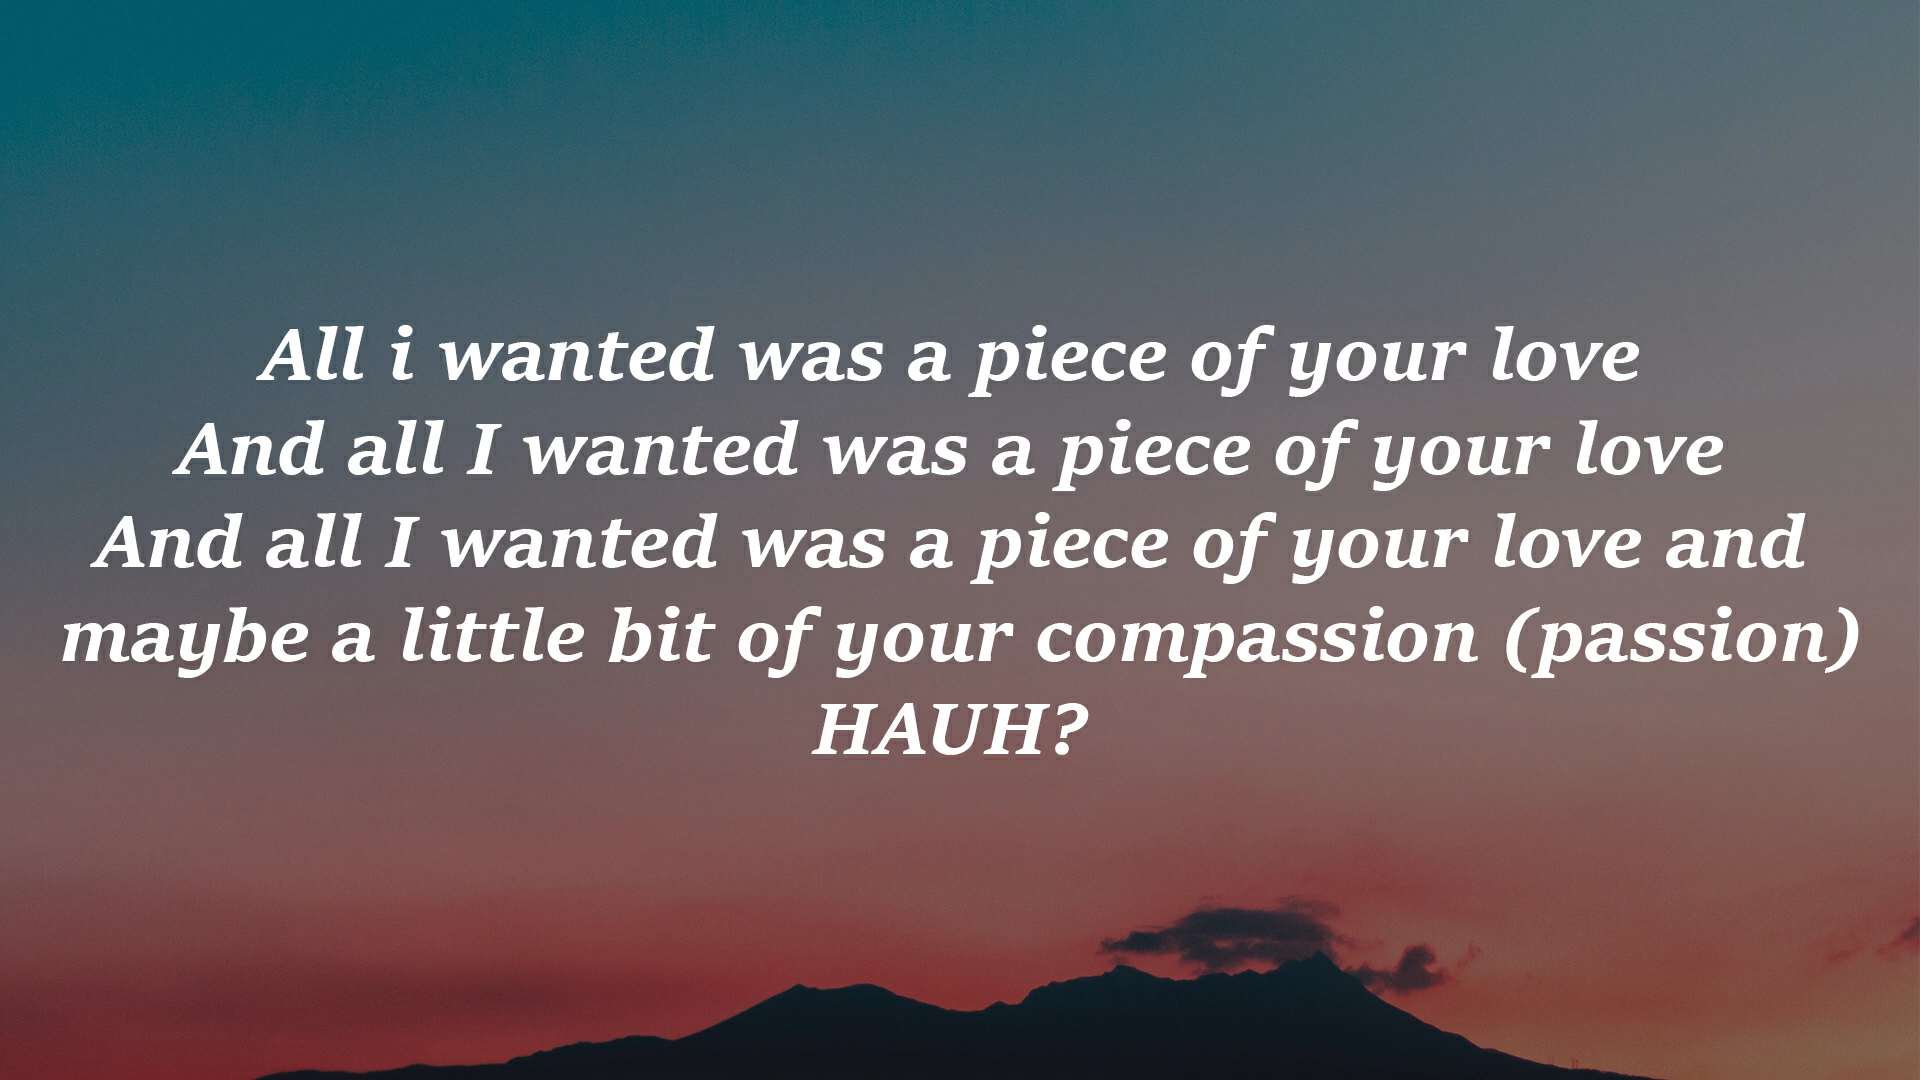 All i wanted was a piece of your love
And all I wanted was a piece of your love
And all I wanted was a piece of your love and
maybe a little bit of your compassion (passion)
HAUH?